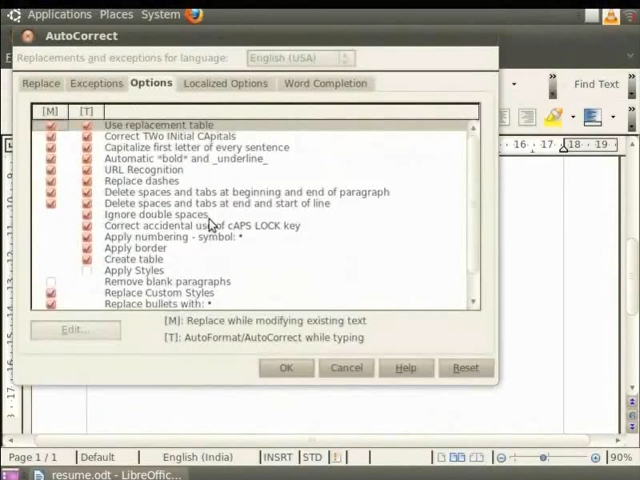 Applications Places System
AutoCorrect
Replacements and exceptions for language: English (USA)
Replace Exceptions Options Localized Options Word Completion
Find Text
[M] [T]
Use replacement table
Correct TWo INitial CApitals
Capitalize first letter of every sentence
Automatic *bold* and _underline_
URL Recognition
Replace dashes
Delete spaces and tabs at beginning and end of paragraph
Delete spaces and tabs at end and start of line
Ignore double spaces
Correct accidental use of cAPS LOCK key
Apply numbering - symbol: •
Apply border
Create table
Apply Styles
Remove blank paragraphs
Replace Custom Styles
Replace bullets with: •
16 18 19
Edit...
[M]: Replace while modifying existing text
[T]: AutoFormat/AutoCorrect while typing
OK Cancel Help Reset
Page 1 / 1 Default English (India) INSRT STD 90%
resume.odt - LibreOffic...